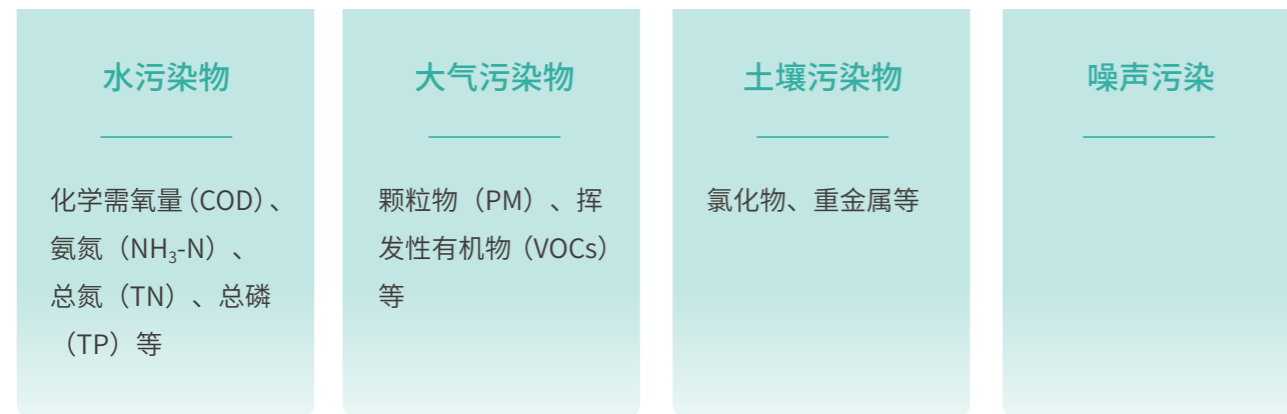 水污染物
化学需氧量（COD）、
氨氮（NH₃-N）、
总氮（TN）、总磷
（TP）等
大气污染物
颗粒物（PM）、挥
发性有机物（VOCs）
等
土壤污染物
氯化物、重金属等
噪声污染